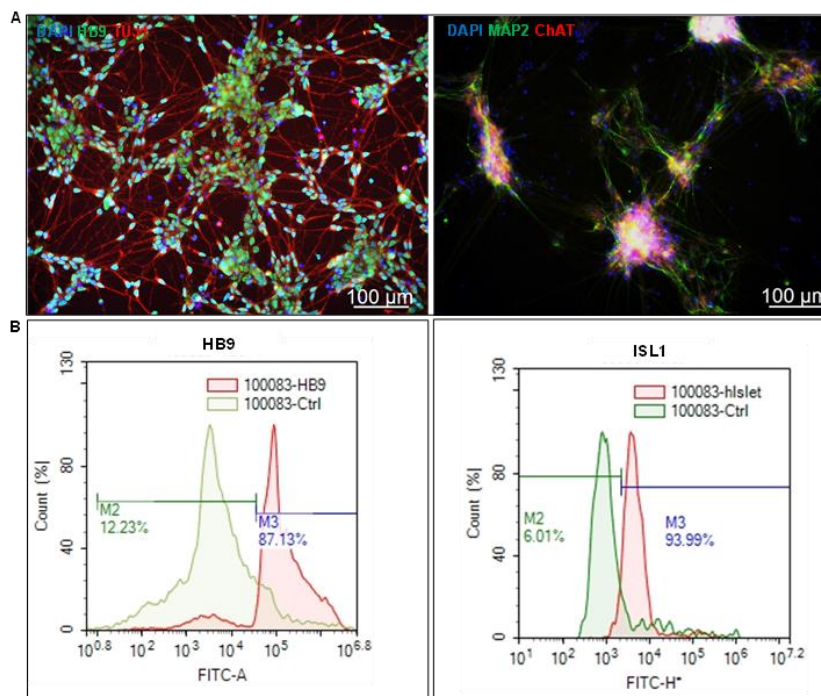 A
DAPI HB9 TUJ1
100 µm
DAPI MAP2 ChAT
100 µm
B
HB9
130
80
40
0
Count [%]
100083-HB9
100083-Ctrl
M2
12.23%
M3
87.13%
10^0.8 10^2 10^3 10^4 10^5 10^6.8
FITC-A
ISL1
130
80
40
0
Count [%]
100083-hIslet
100083-Ctrl
M2
6.01%
M3
93.99%
10^1 10^2 10^3 10^4 10^5 10^6 10^7.2
FITC-H*